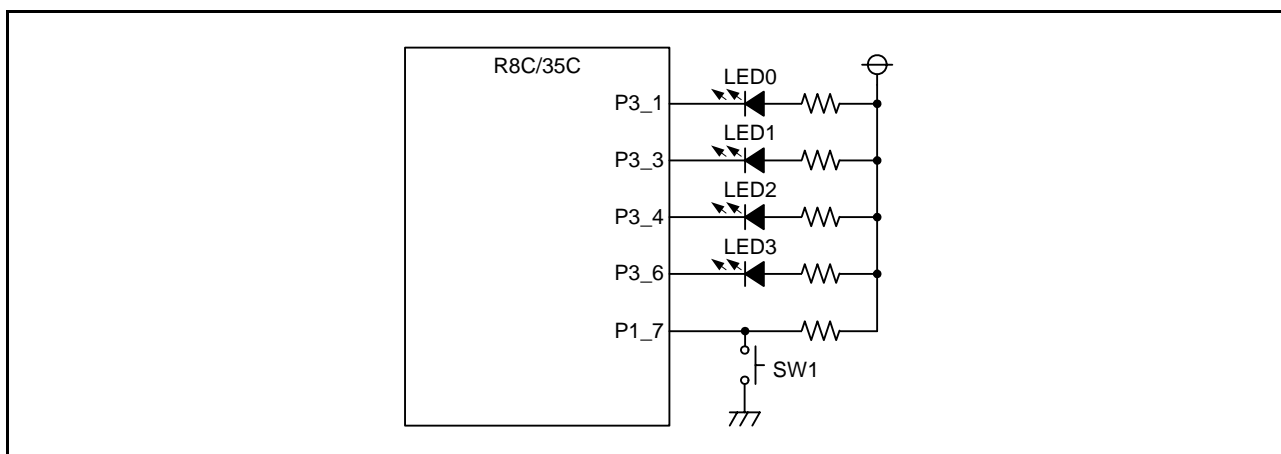 R8C/35C
LED0
P3_1
LED1
P3_3
LED2
P3_4
LED3
P3_6
P1_7
SW1